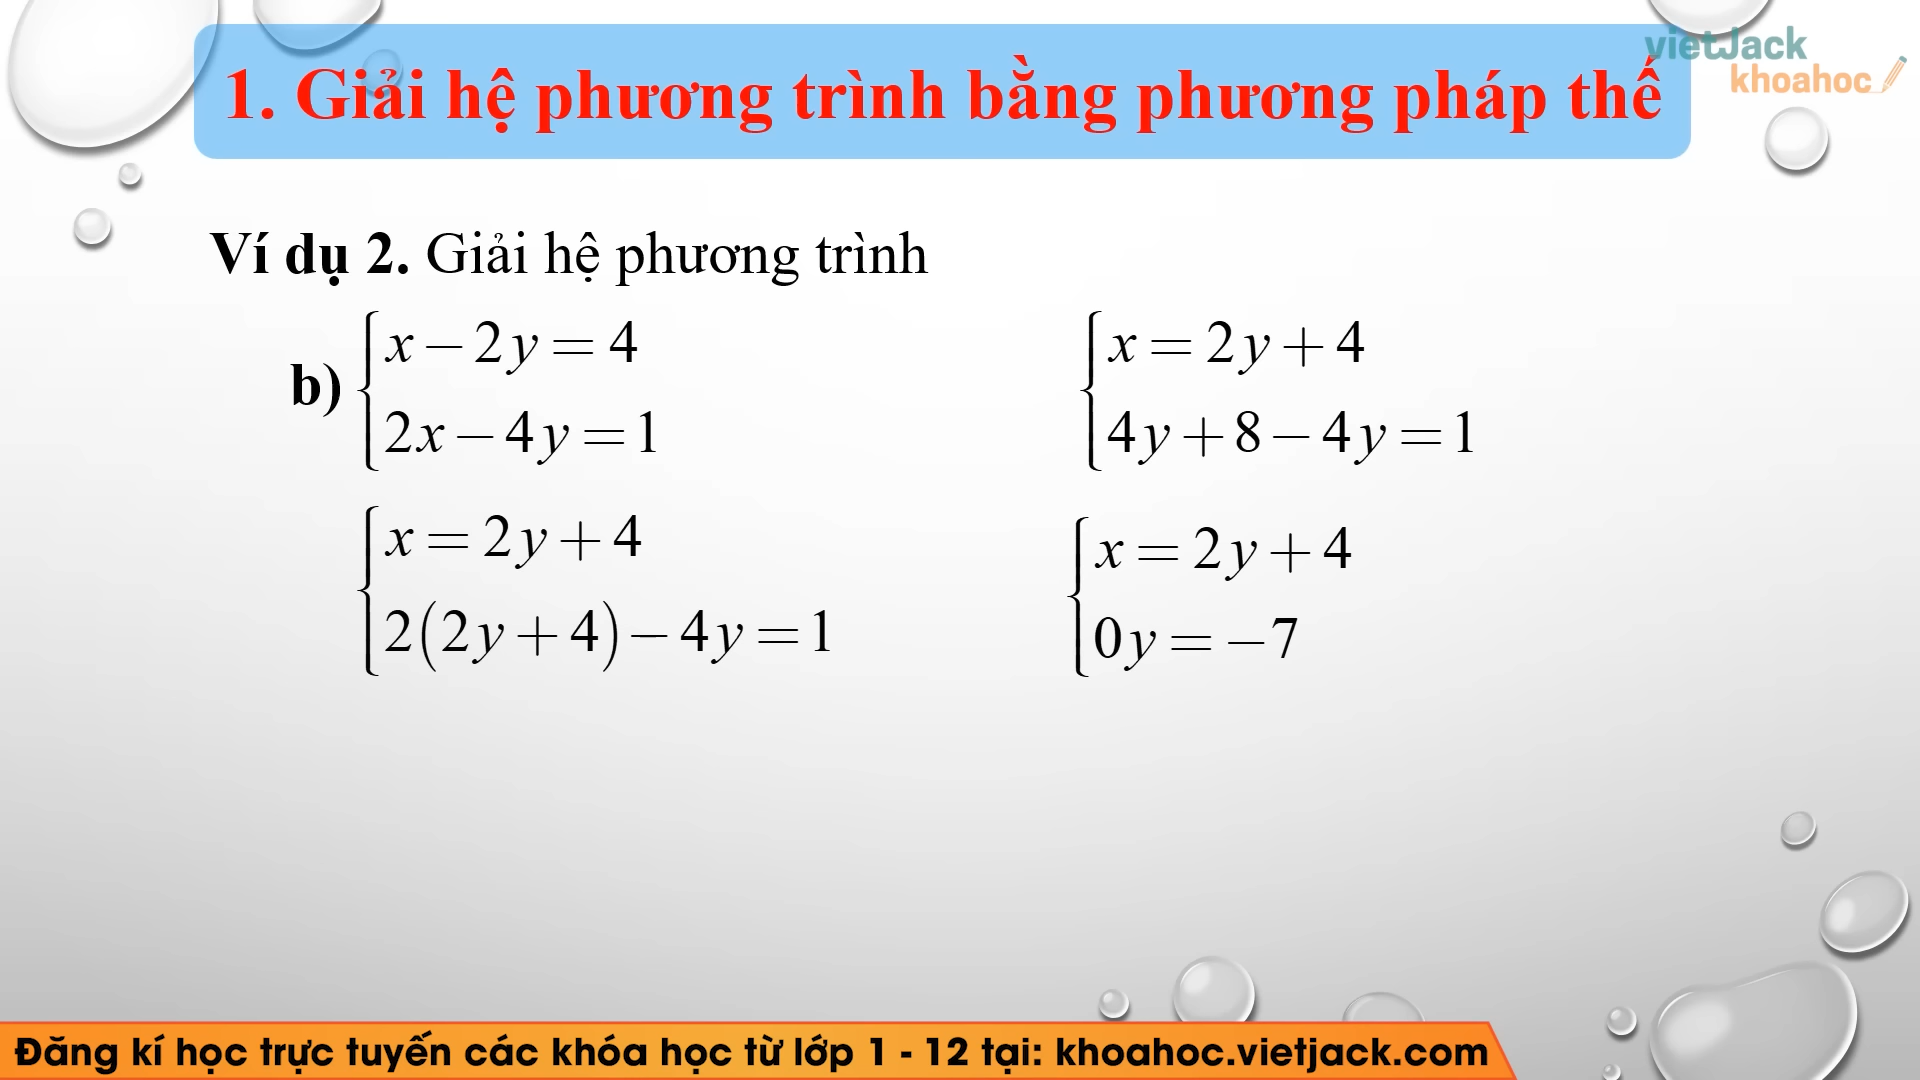 vietJack
khoahoc
1. Giải hệ phương trình bằng phương pháp thế
Ví dụ 2. Giải hệ phương trình
b) { x − 2y = 4
2x − 4y = 1
{ x = 2y + 4
2(2y + 4) − 4y = 1
{ x = 2y + 4
4y + 8 − 4y = 1
{ x = 2y + 4
0y = −7
Đăng kí học trực tuyến các khóa học từ lớp 1 - 12 tại: khoahoc.vietjack.com